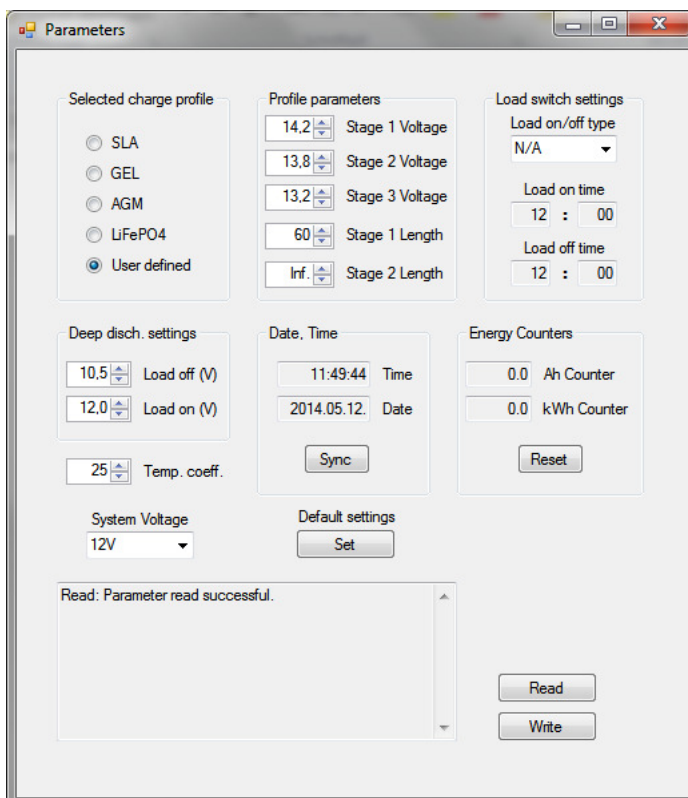 Parameters
Selected charge profile
SLA
GEL
AGM
LiFePO4
User defined
Profile parameters
14,2 Stage 1 Voltage
13,8 Stage 2 Voltage
13,2 Stage 3 Voltage
60 Stage 1 Length
Inf. Stage 2 Length
Load switch settings
Load on/off type
N/A
Load on time
12 : 00
Load off time
12 : 00
Deep disch. settings
10,5 Load off (V)
12,0 Load on (V)
25 Temp. coeff.
Date, Time
11:49:44 Time
2014.05.12. Date
Sync
Energy Counters
0.0 Ah Counter
0.0 kWh Counter
Reset
System Voltage
12V
Default settings
Set
Read: Parameter read successful.
Read
Write